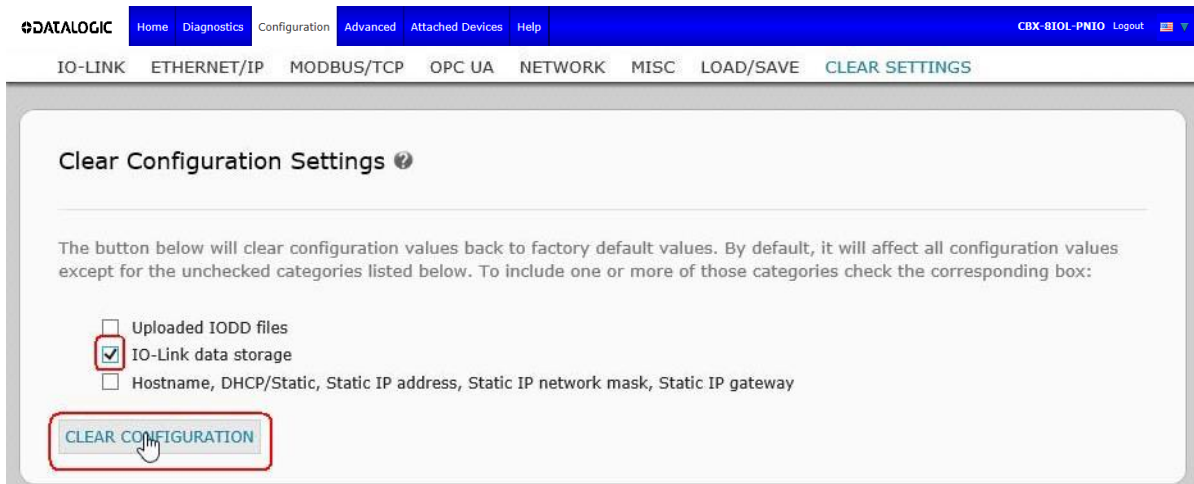 DATALOGIC Home Diagnostics Configuration Advanced Attached Devices Help CBX-8IOL-PNIO Logout
IO-LINK ETHERNET/IP MODBUS/TCP OPC UA NETWORK MISC LOAD/SAVE CLEAR SETTINGS
Clear Configuration Settings ?
The button below will clear configuration values back to factory default values. By default, it will affect all configuration values
except for the unchecked categories listed below. To include one or more of those categories check the corresponding box:
Uploaded IODD files
IO-Link data storage
Hostname, DHCP/Static, Static IP address, Static IP network mask, Static IP gateway
CLEAR CONFIGURATION